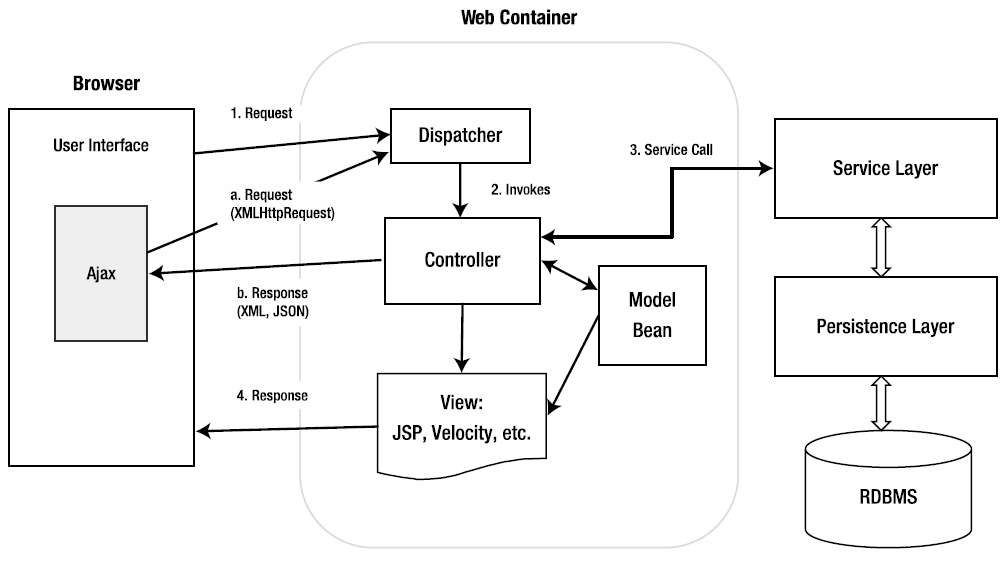 Web Container
Browser
User Interface
1. Request
Dispatcher
a. Request
(XMLHttpRequest)
2. Invokes
3. Service Call
Service Layer
Ajax
Controller
b. Response
(XML, JSON)
Model
Bean
Persistence Layer
4. Response
View:
JSP, Velocity, etc.
RDBMS